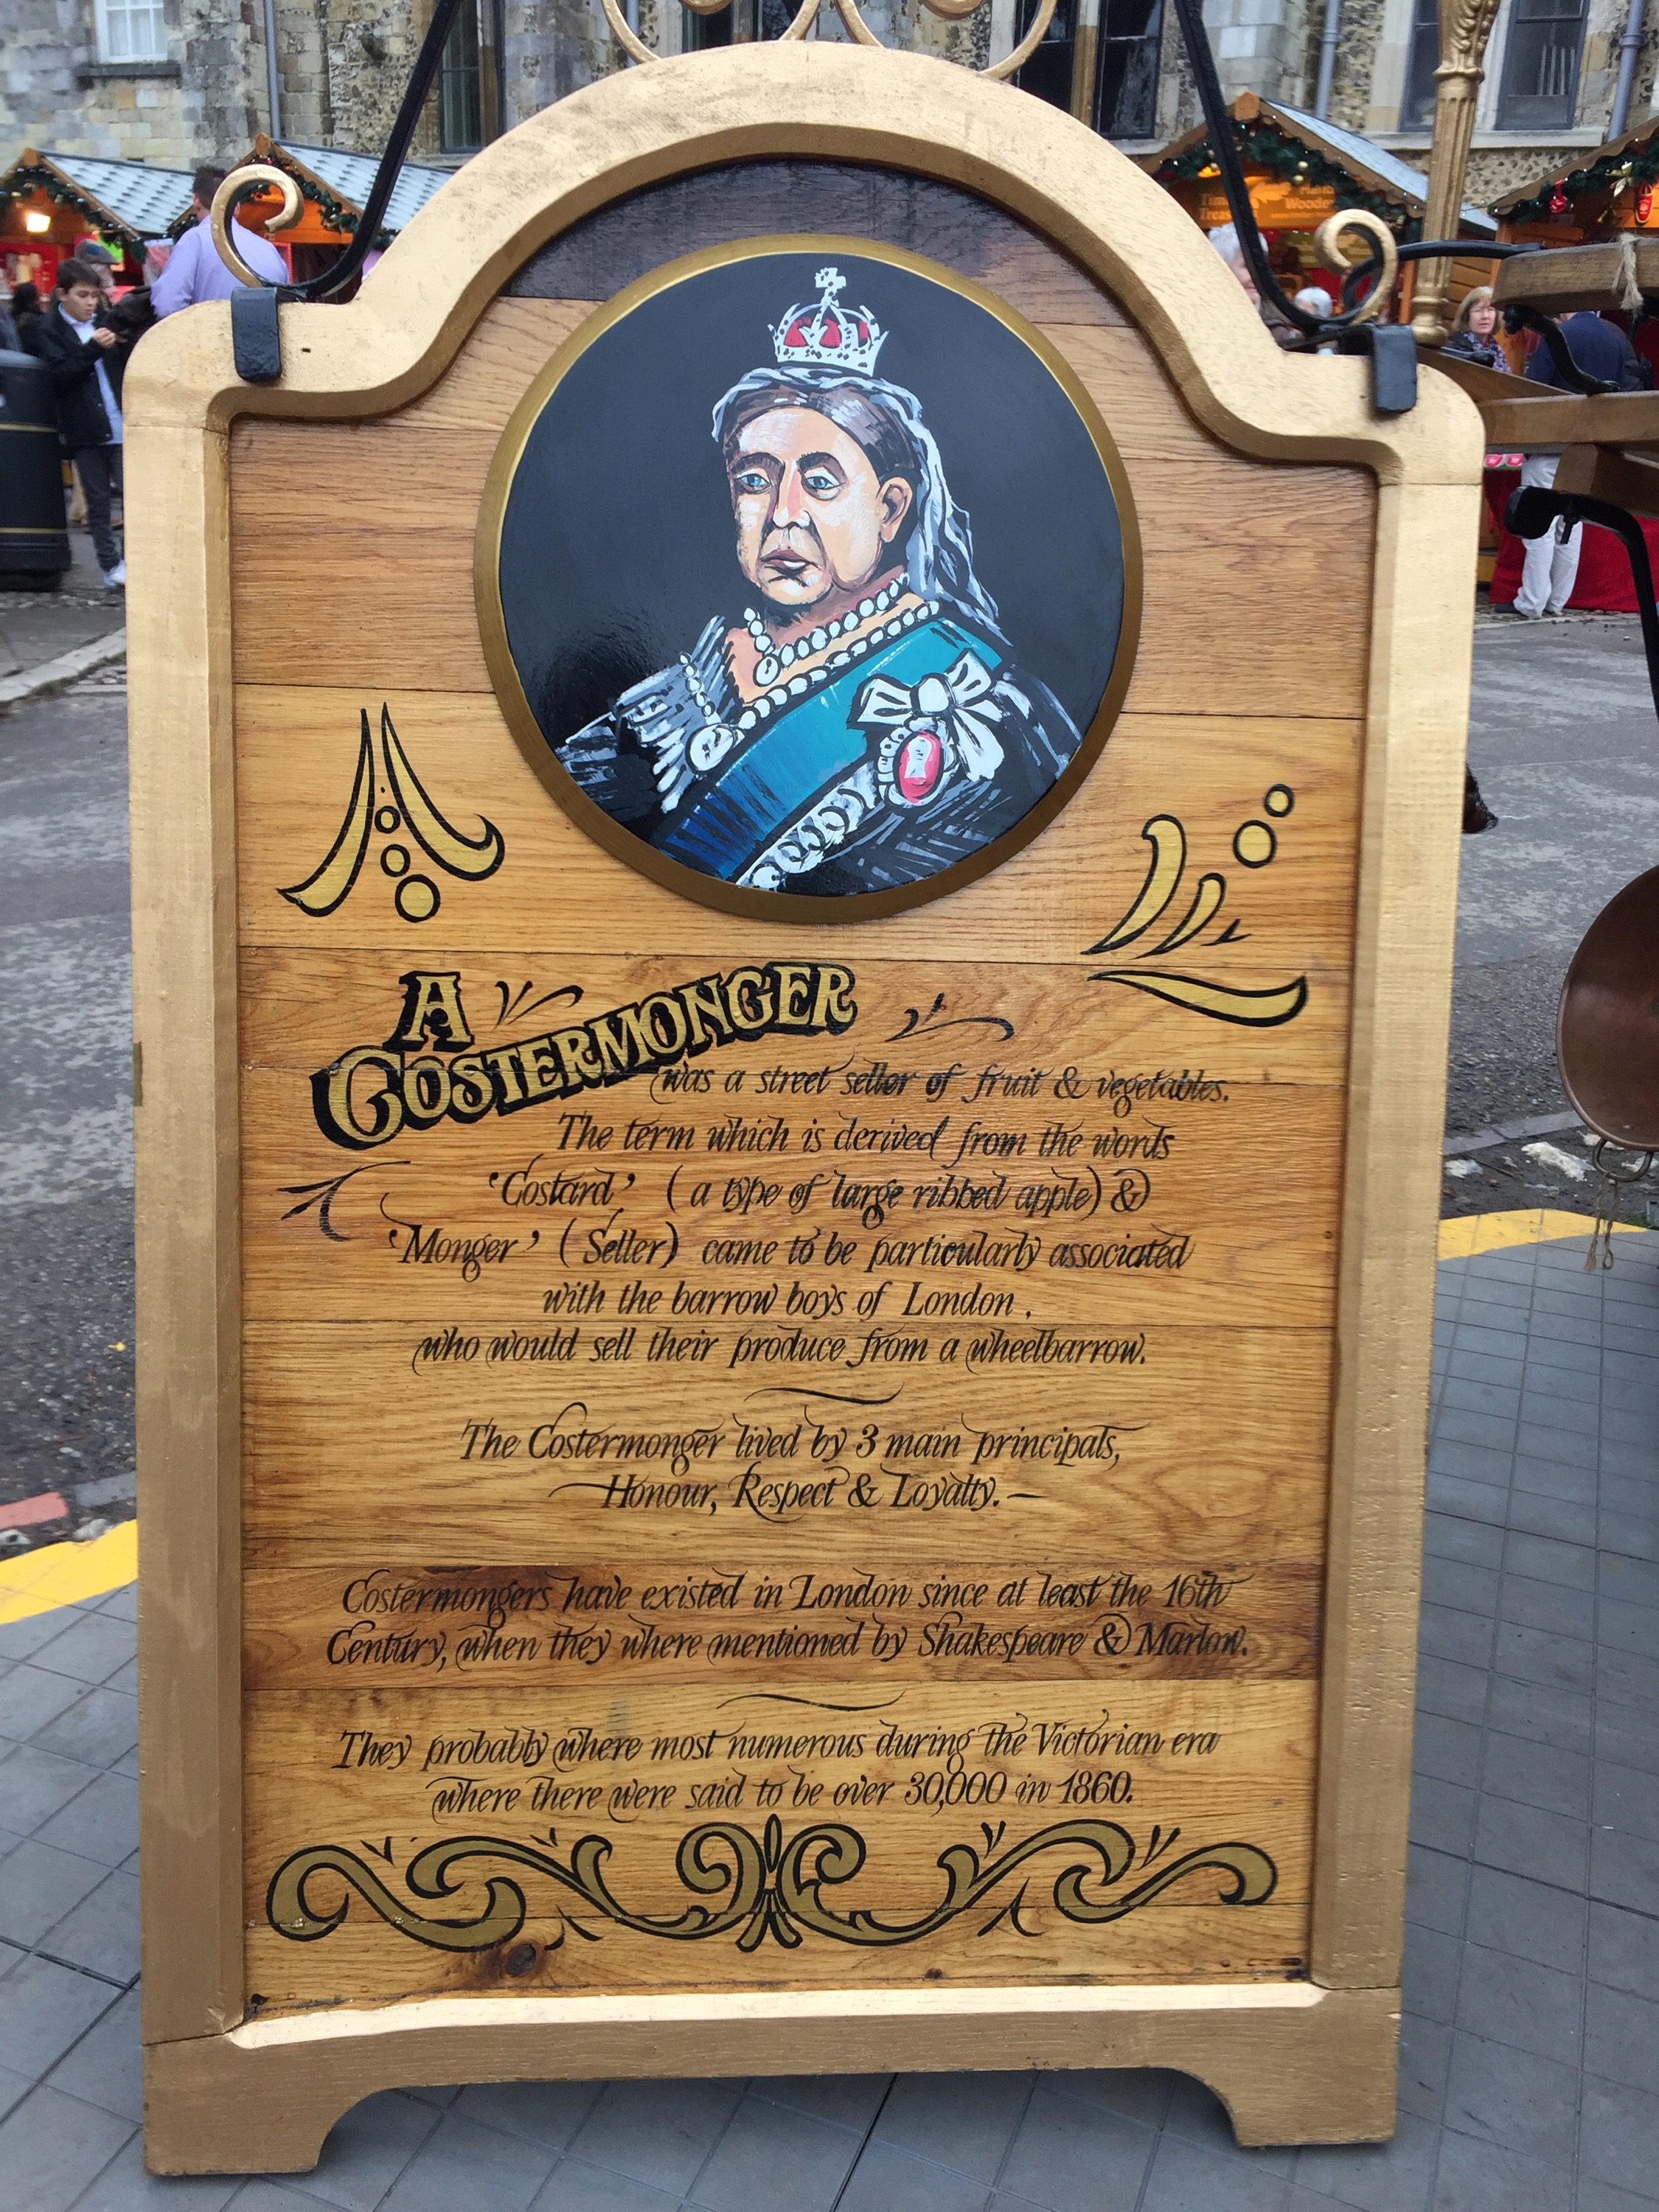 A
COSTERMONGER
was a street seller of fruit & vegetables.
The term which is derived from the words
'Costard' (a type of large ribbed apple) &
'Monger' (Seller) came to be particularly associated
with the barrow boys of London,
who would sell their produce from a wheelbarrow.
The Costermonger lived by 3 main principals,
— Honour, Respect & Loyalty. —
Costermongers have existed in London since at least the 16th
Century, when they where mentioned by Shakespeare & Marlow.
They probably where most numerous during the Victorian era
where there were said to be over 30,000 in 1860.